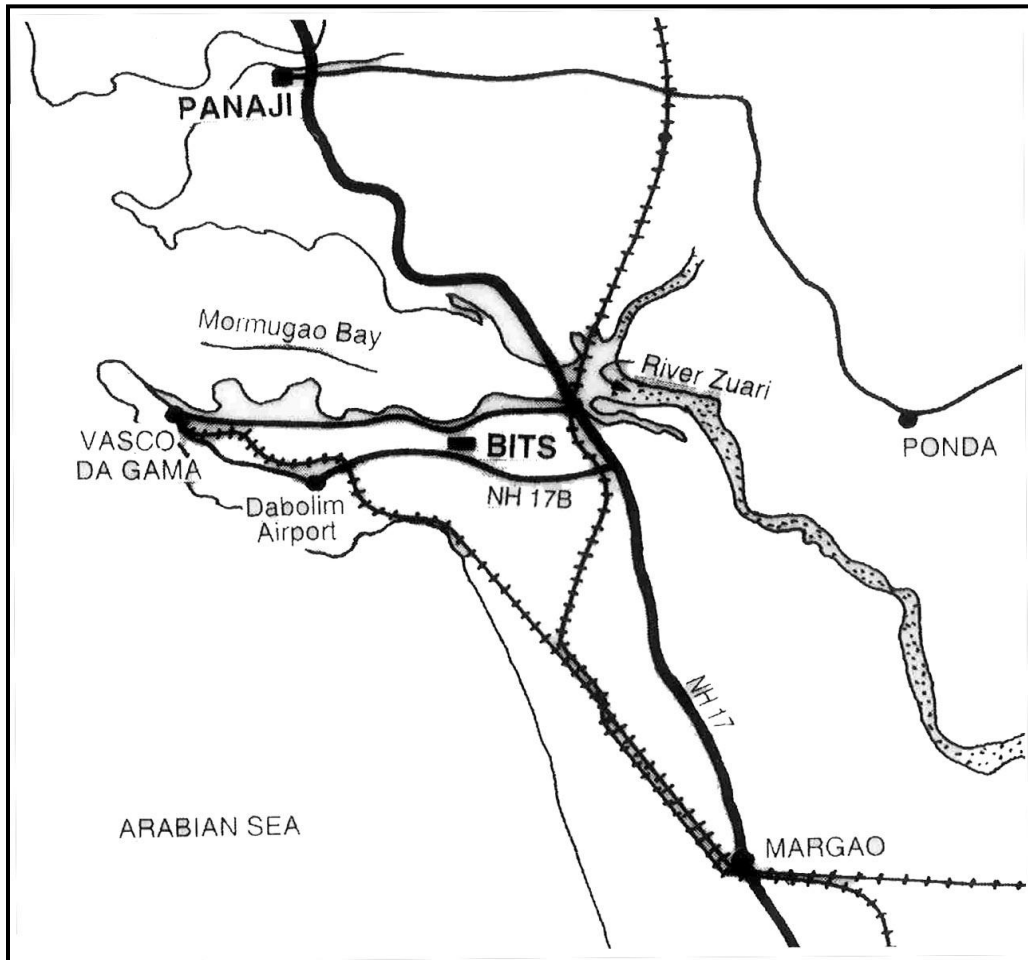 PANAJI
Mormugao Bay
River Zuari
VASCO
DA GAMA
BITS
PONDA
NH 17B
Dabolim
Airport
NH 17
ARABIAN SEA
MARGAO